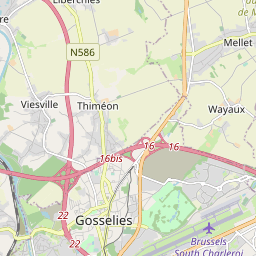 Liberchies
N586
Mellet
Viesville
Thiméon
Wayaux
16
16
16bis
22
22
Gosselies
Brussels
South Charleroi